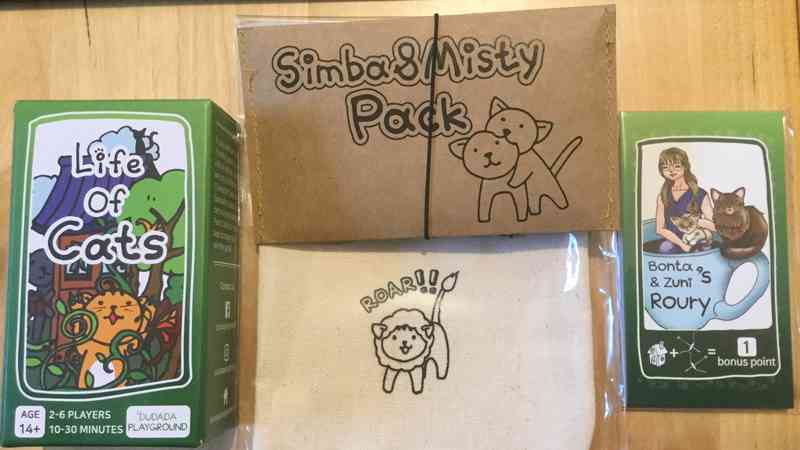 Life
Of
Cats
AGE
14+
2-6 PLAYERS
10-30 MINUTES
DUDADA
PLAYGROUND
Simba & Misty
Pack
ROAR!!
Bonta
& Zuni 's
Roury
+ = 1
bonus point